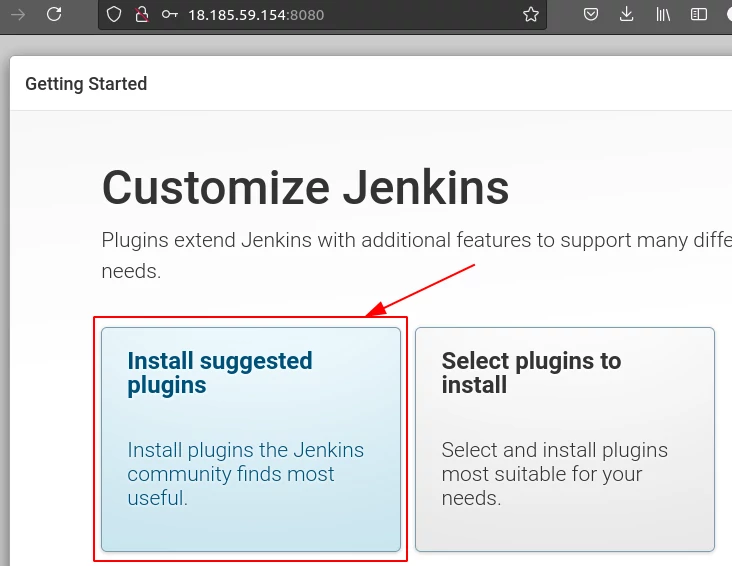 18.185.59.154:8080
Getting Started
Customize Jenkins
Plugins extend Jenkins with additional features to support many diffe
needs.
Install suggested
plugins
Install plugins the Jenkins
community finds most
useful.
Select plugins to
install
Select and install plugins
most suitable for your
needs.